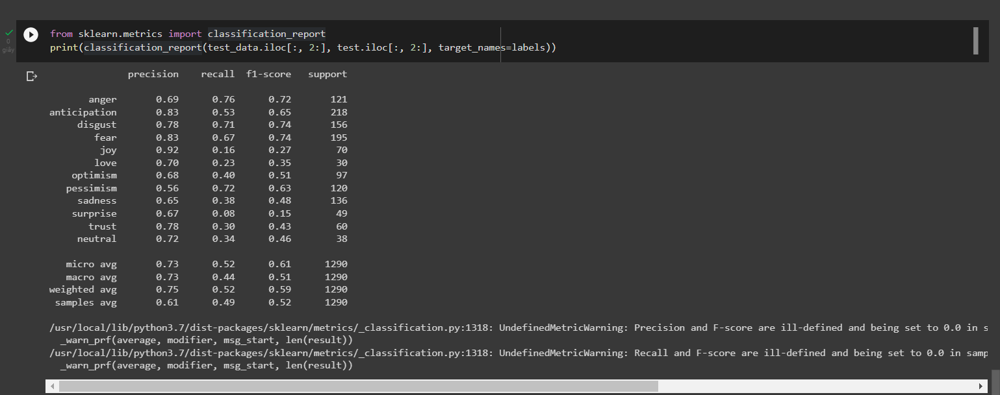 from sklearn.metrics import classification_report
0
giây
print(classification_report(test_data.iloc[:, 2:], test.iloc[:, 2:], target_names=labels))
precision recall f1-score support
anger 0.69 0.76 0.72 121
anticipation 0.83 0.53 0.65 218
disgust 0.78 0.71 0.74 156
fear 0.83 0.67 0.74 195
joy 0.92 0.16 0.27 70
love 0.70 0.23 0.35 30
optimism 0.68 0.40 0.51 97
pessimism 0.56 0.72 0.63 120
sadness 0.65 0.38 0.48 136
surprise 0.67 0.08 0.15 49
trust 0.78 0.30 0.43 60
neutral 0.72 0.34 0.46 38
micro avg 0.73 0.52 0.61 1290
macro avg 0.73 0.44 0.51 1290
weighted avg 0.75 0.52 0.59 1290
samples avg 0.61 0.49 0.52 1290
/usr/local/lib/python3.7/dist-packages/sklearn/metrics/_classification.py:1318: UndefinedMetricWarning: Precision and F-score are ill-defined and being set to 0.0 in s
_warn_prf(average, modifier, msg_start, len(result))
/usr/local/lib/python3.7/dist-packages/sklearn/metrics/_classification.py:1318: UndefinedMetricWarning: Recall and F-score are ill-defined and being set to 0.0 in samp
_warn_prf(average, modifier, msg_start, len(result))